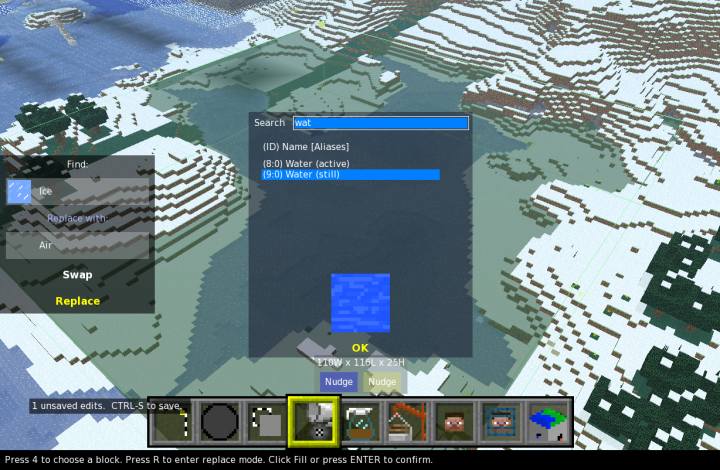 Search wat
(ID) Name [Aliases]
(8:0) Water (active)
(9:0) Water (still)
Find:
Ice
Replace with:
Air
Swap
Replace
OK
110W x 116L x 25H
Nudge Nudge
1 unsaved edits. CTRL-S to save.
Press 4 to choose a block. Press R to enter replace mode. Click Fill or press ENTER to confirm.